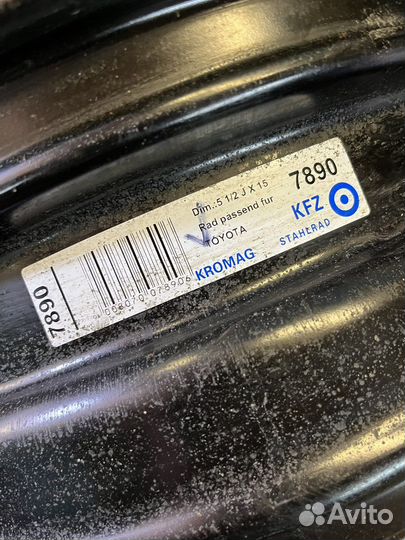 Dim.:5 1/2 J X 15
7890
Rad passend fur
TOYOTA
KFZ
KROMAG
STAHLRAD
7890
Avito